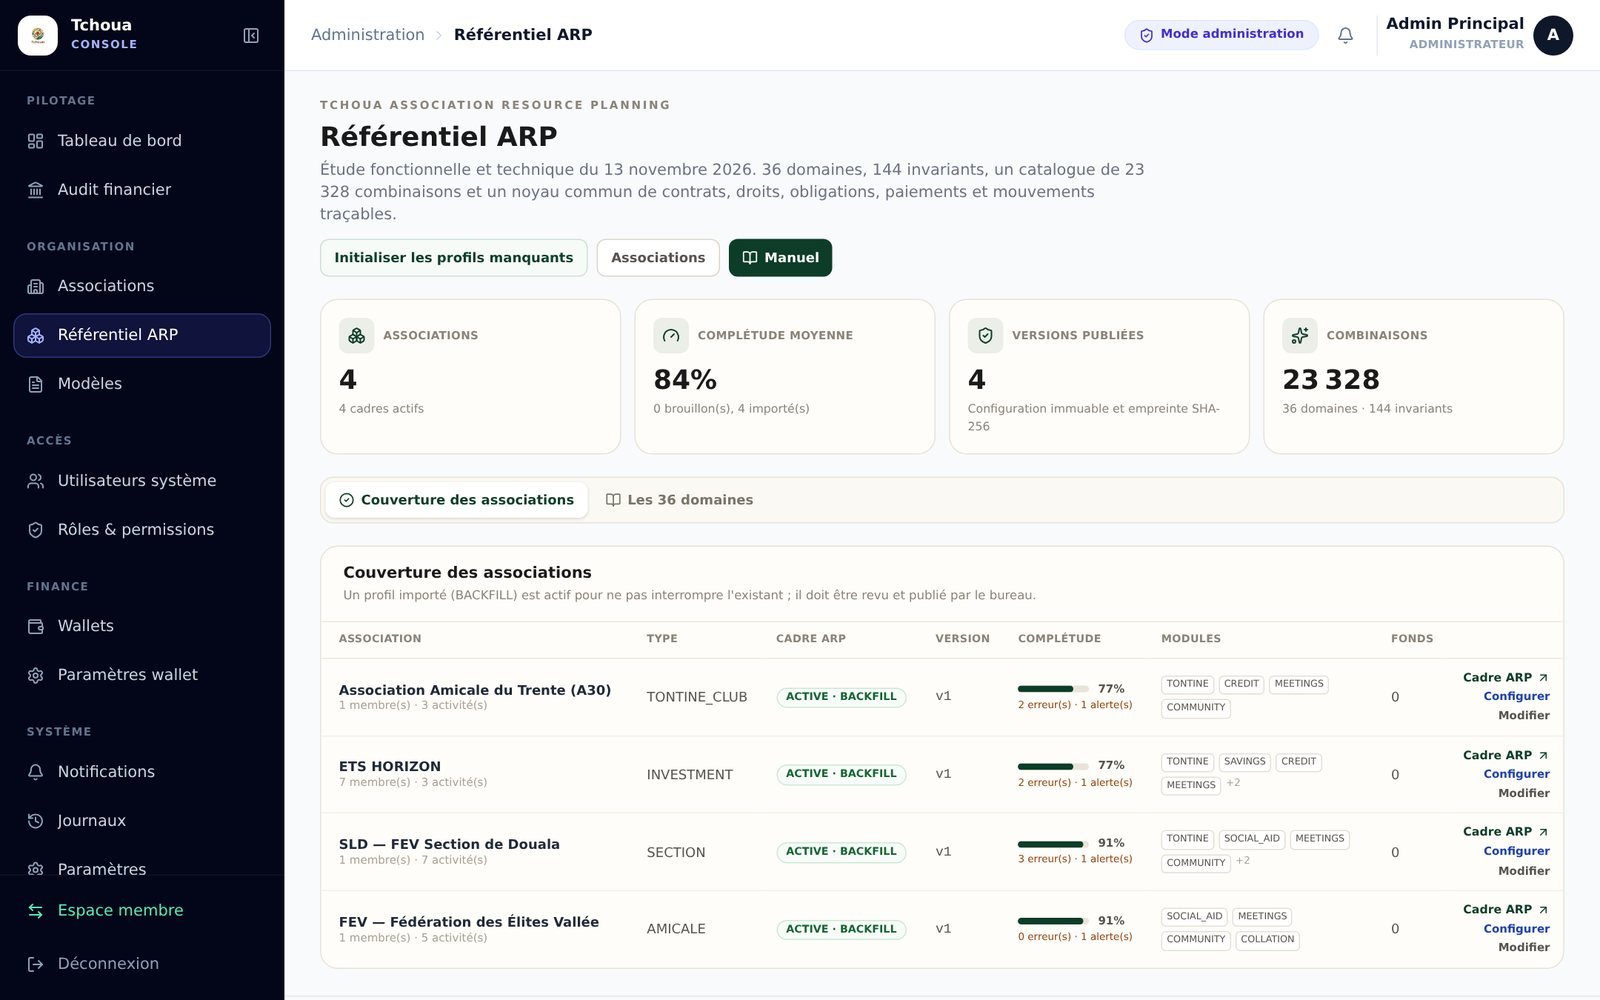 Tchoua
CONSOLE
PILOTAGE
Tableau de bord
Audit financier
ORGANISATION
Associations
Référentiel ARP
Modèles
ACCÈS
Utilisateurs système
Rôles & permissions
FINANCE
Wallets
Paramètres wallet
SYSTÈME
Notifications
Journaux
Paramètres
Espace membre
Déconnexion
Administration > Référentiel ARP
Mode administration
Admin Principal
ADMINISTRATEUR
A
TCHOUA ASSOCIATION RESOURCE PLANNING
Référentiel ARP
Étude fonctionnelle et technique du 13 novembre 2026. 36 domaines, 144 invariants, un catalogue de 23
328 combinaisons et un noyau commun de contrats, droits, obligations, paiements et mouvements
traçables.
Initialiser les profils manquants
Associations
Manuel
ASSOCIATIONS
4
4 cadres actifs
COMPLÉTUDE MOYENNE
84%
0 brouillon(s), 4 importé(s)
VERSIONS PUBLIÉES
4
Configuration immuable et empreinte SHA-
256
COMBINAISONS
23 328
36 domaines · 144 invariants
Couverture des associations
Les 36 domaines
Couverture des associations
Un profil importé (BACKFILL) est actif pour ne pas interrompre l'existant ; il doit être revu et publié par le bureau.
ASSOCIATION TYPE CADRE ARP VERSION COMPLÉTUDE MODULES FONDS
Association Amicale du Trente (A30)
1 membre(s) · 3 activité(s)
TONTINE_CLUB
ACTIVE · BACKFILL
v1
77%
2 erreur(s) · 1 alerte(s)
TONTINE CREDIT MEETINGS
COMMUNITY
0
Cadre ARP ↗
Configurer
Modifier
ETS HORIZON
7 membre(s) · 3 activité(s)
INVESTMENT
ACTIVE · BACKFILL
v1
77%
2 erreur(s) · 1 alerte(s)
TONTINE SAVINGS CREDIT
MEETINGS +2
0
Cadre ARP ↗
Configurer
Modifier
SLD — FEV Section de Douala
1 membre(s) · 7 activité(s)
SECTION
ACTIVE · BACKFILL
v1
91%
3 erreur(s) · 1 alerte(s)
TONTINE SOCIAL_AID MEETINGS
COMMUNITY +2
0
Cadre ARP ↗
Configurer
Modifier
FEV — Fédération des Élites Vallée
1 membre(s) · 5 activité(s)
AMICALE
ACTIVE · BACKFILL
v1
91%
0 erreur(s) · 1 alerte(s)
SOCIAL_AID MEETINGS
COMMUNITY COLLATION
0
Cadre ARP ↗
Configurer
Modifier